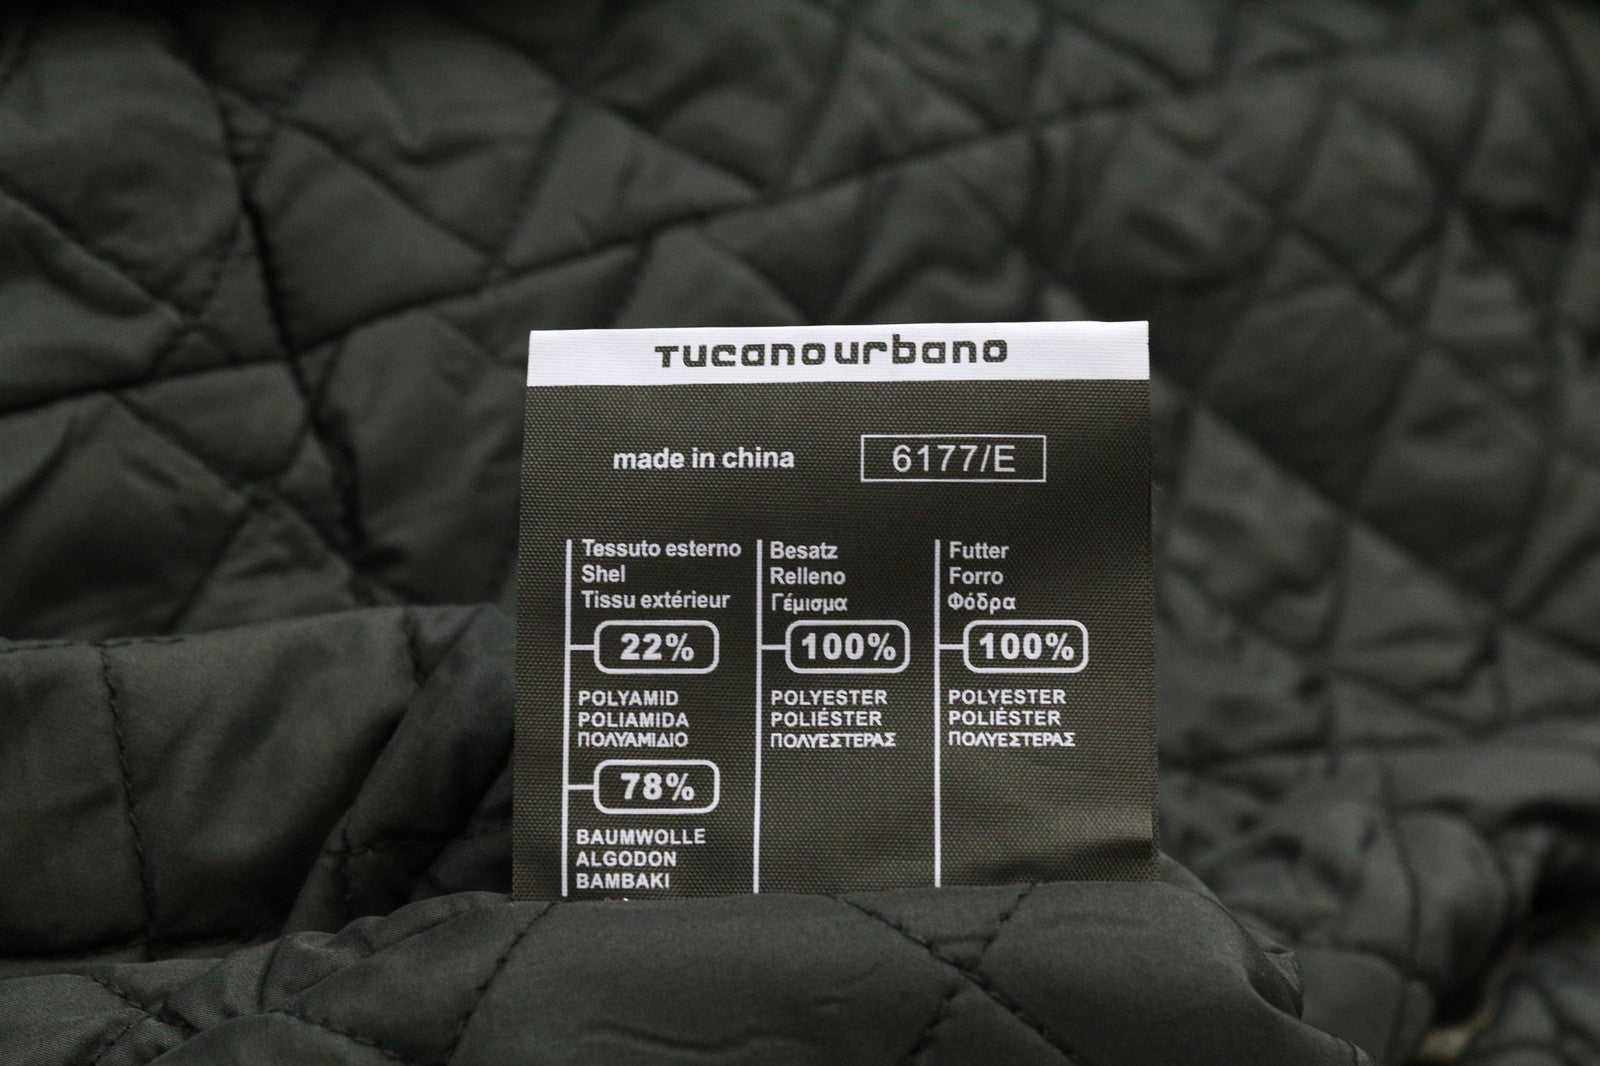 Tucanourbano
made in china
6177/E
Tessuto esterno
Shel
Tissu extérieur
22%
POLYAMID
POLIAMIDA
ΠΟΛΥΑΜΙΔΙΟ
78%
BAUMWOLLE
ALGODON
ΒΑΜΒΑΚΙ
Besatz
Relleno
Γέμισμα
100%
POLYESTER
POLIÉSTER
ΠΟΛΥΕΣΤΕΡΑΣ
Futter
Forro
Φόδρα
100%
POLYESTER
POLIÉSTER
ΠΟΛΥΕΣΤΕΡΑΣ